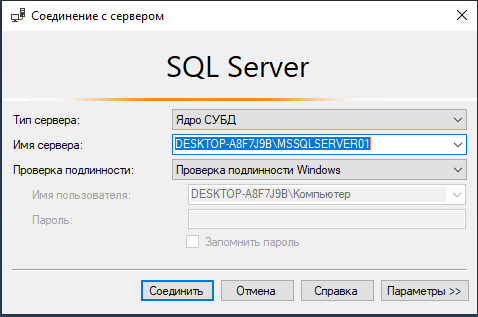 Соединение с сервером
SQL Server
Тип сервера: Ядро СУБД
Имя сервера: DESKTOP-A8F7J9B\MSSQLSERVER01
Проверка подлинности: Проверка подлинности Windows
Имя пользователя: DESKTOP-A8F7J9B\Компьютер
Пароль:
Запомнить пароль
Соединить Отмена Справка Параметры >>